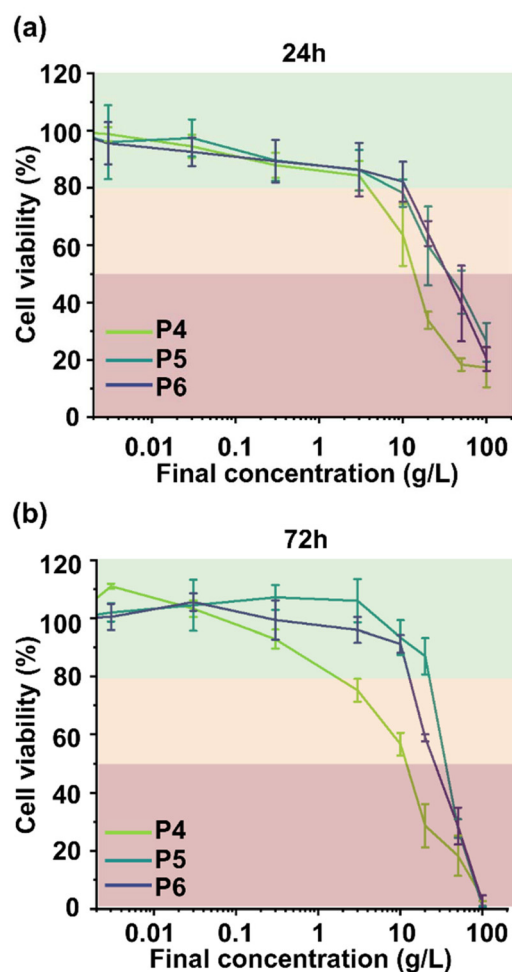 (a)
24h
120
100
80
60
40
20
0
Cell viability (%)
P4
P5
P6
0.01 0.1 1 10 100
Final concentration (g/L)
(b)
72h
120
100
80
60
40
20
0
Cell viability (%)
P4
P5
P6
0.01 0.1 1 10 100
Final concentration (g/L)